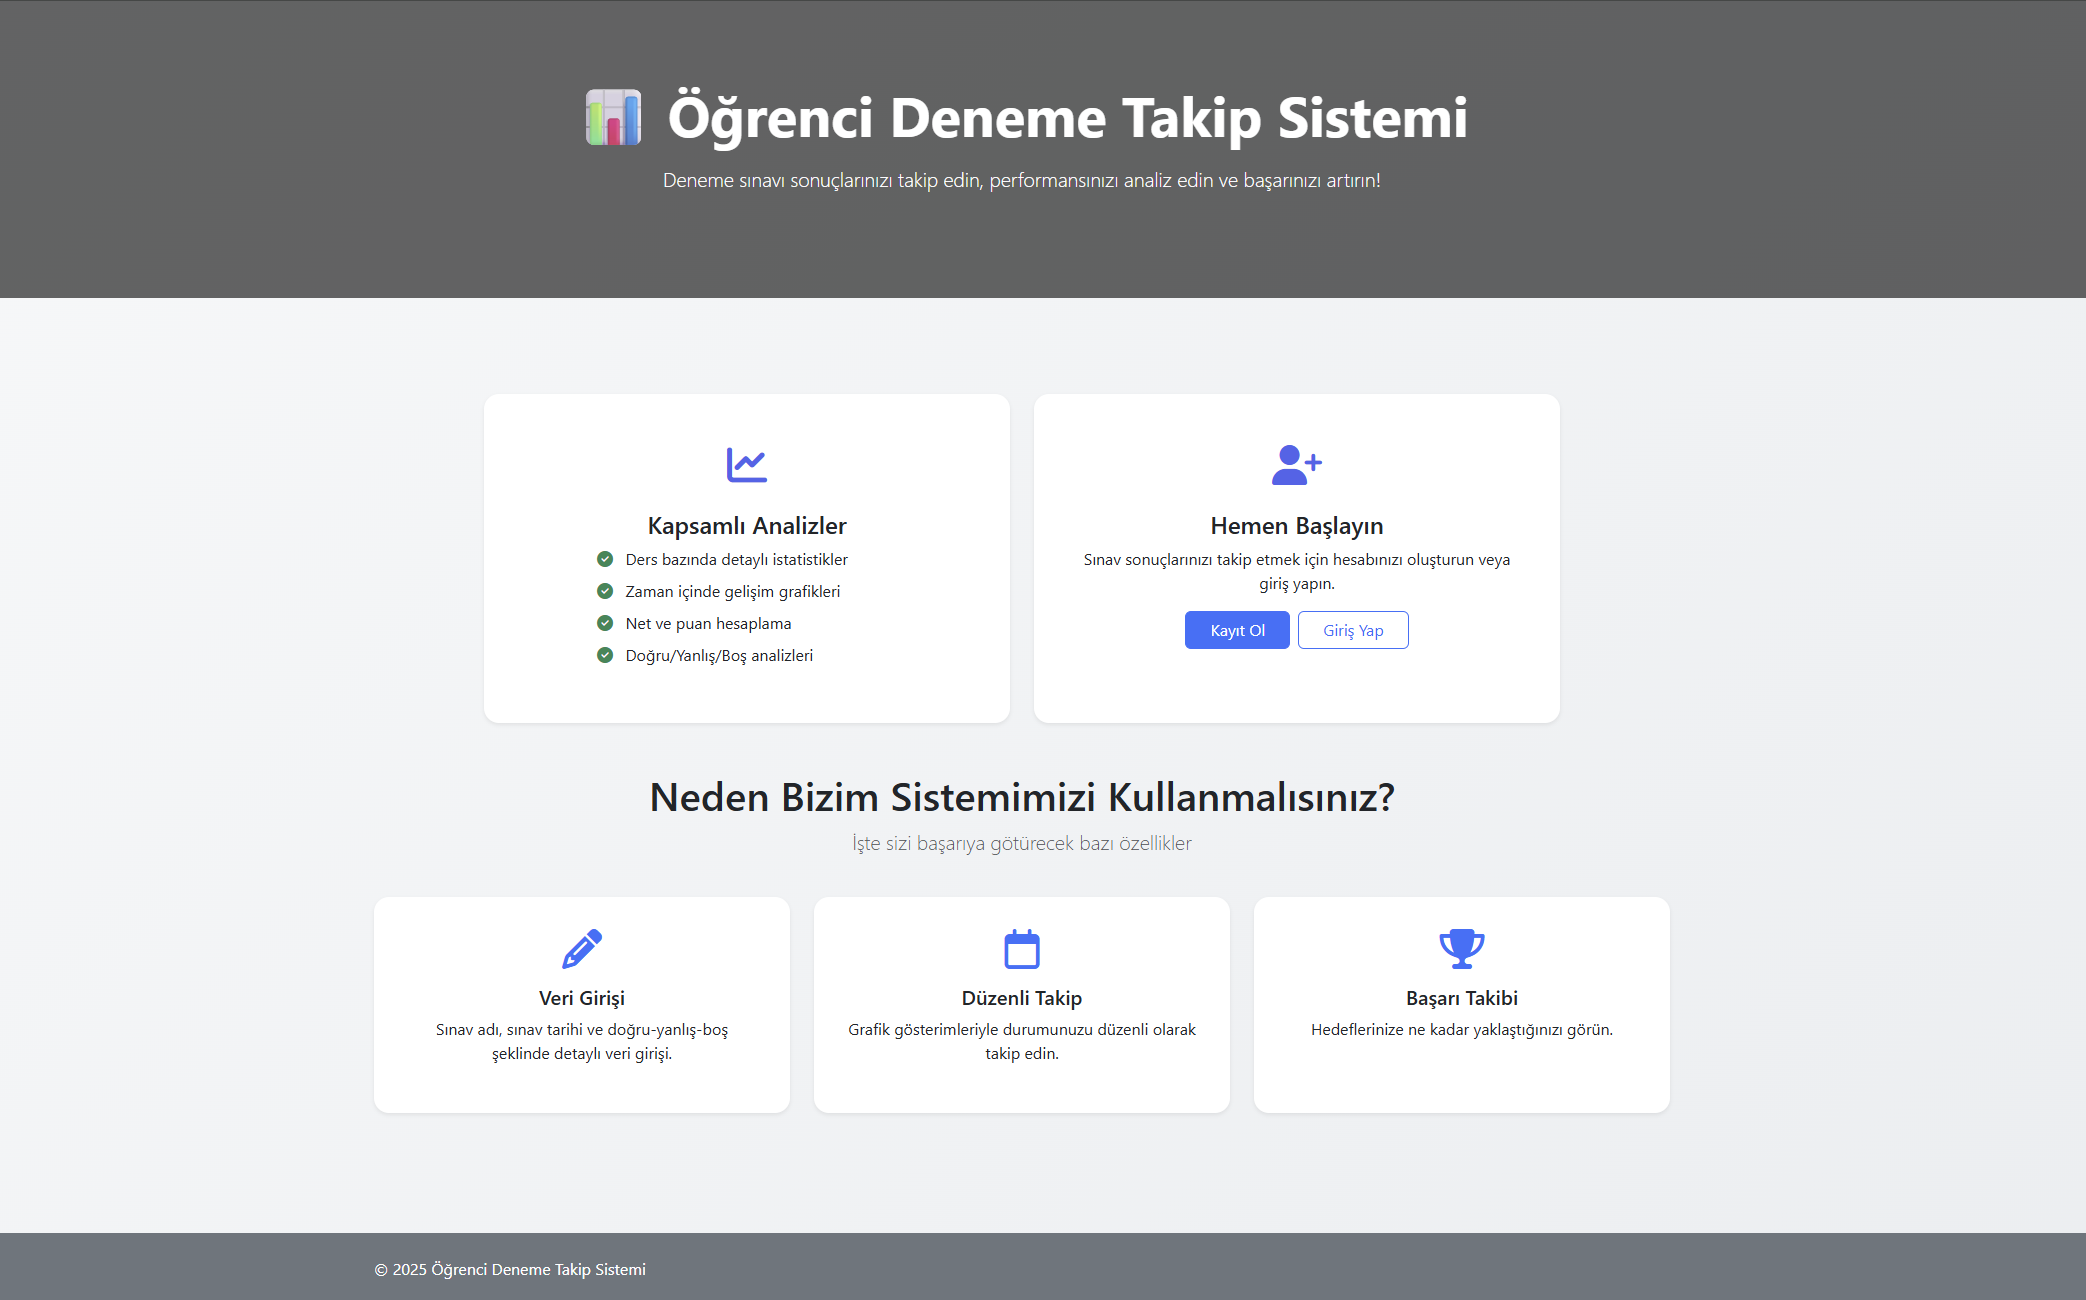 Öğrenci Deneme Takip Sistemi
Deneme sınavı sonuçlarınızı takip edin, performansınızı analiz edin ve başarınızı artırın!
Kapsamlı Analizler
Ders bazında detaylı istatistikler
Zaman içinde gelişim grafikleri
Net ve puan hesaplama
Doğru/Yanlış/Boş analizleri
Hemen Başlayın
Sınav sonuçlarınızı takip etmek için hesabınızı oluşturun veya
giriş yapın.
Kayıt Ol
Giriş Yap
Neden Bizim Sistemimizi Kullanmalısınız?
İşte sizi başarıya götürecek bazı özellikler
Veri Girişi
Sınav adı, sınav tarihi ve doğru-yanlış-boş
şeklinde detaylı veri girişi.
Düzenli Takip
Grafik gösterimleriyle durumunuzu düzenli olarak
takip edin.
Başarı Takibi
Hedeflerinize ne kadar yaklaştığınızı görün.
© 2025 Öğrenci Deneme Takip Sistemi